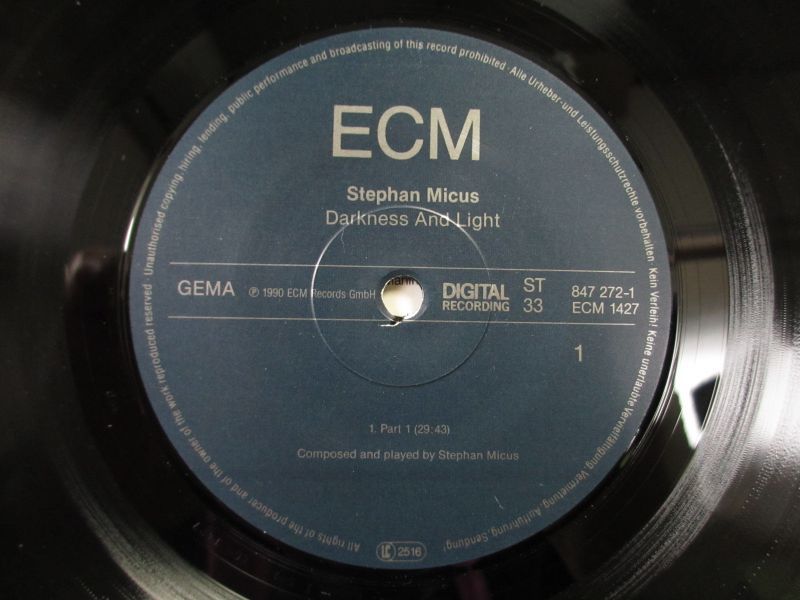 ECM
Stephan Micus
Darkness And Light
GEMA ℗ 1990 ECM Records GmbH DIGITAL RECORDING ST 33 847 272-1 ECM 1427
1
1. Part 1 (29:43)
Composed and played by Stephan Micus
All rights of the producer and of the owner of the work reproduced reserved · Unauthorised copying, hiring, lending, public performance and broadcasting of this record prohibited · Alle Urheber- und Leistungsschutzrechte vorbehalten · Kein Verleih! Keine unerlaubte Vervielfältigung, Vermietung, Aufführung, Sendung!
LC 2516